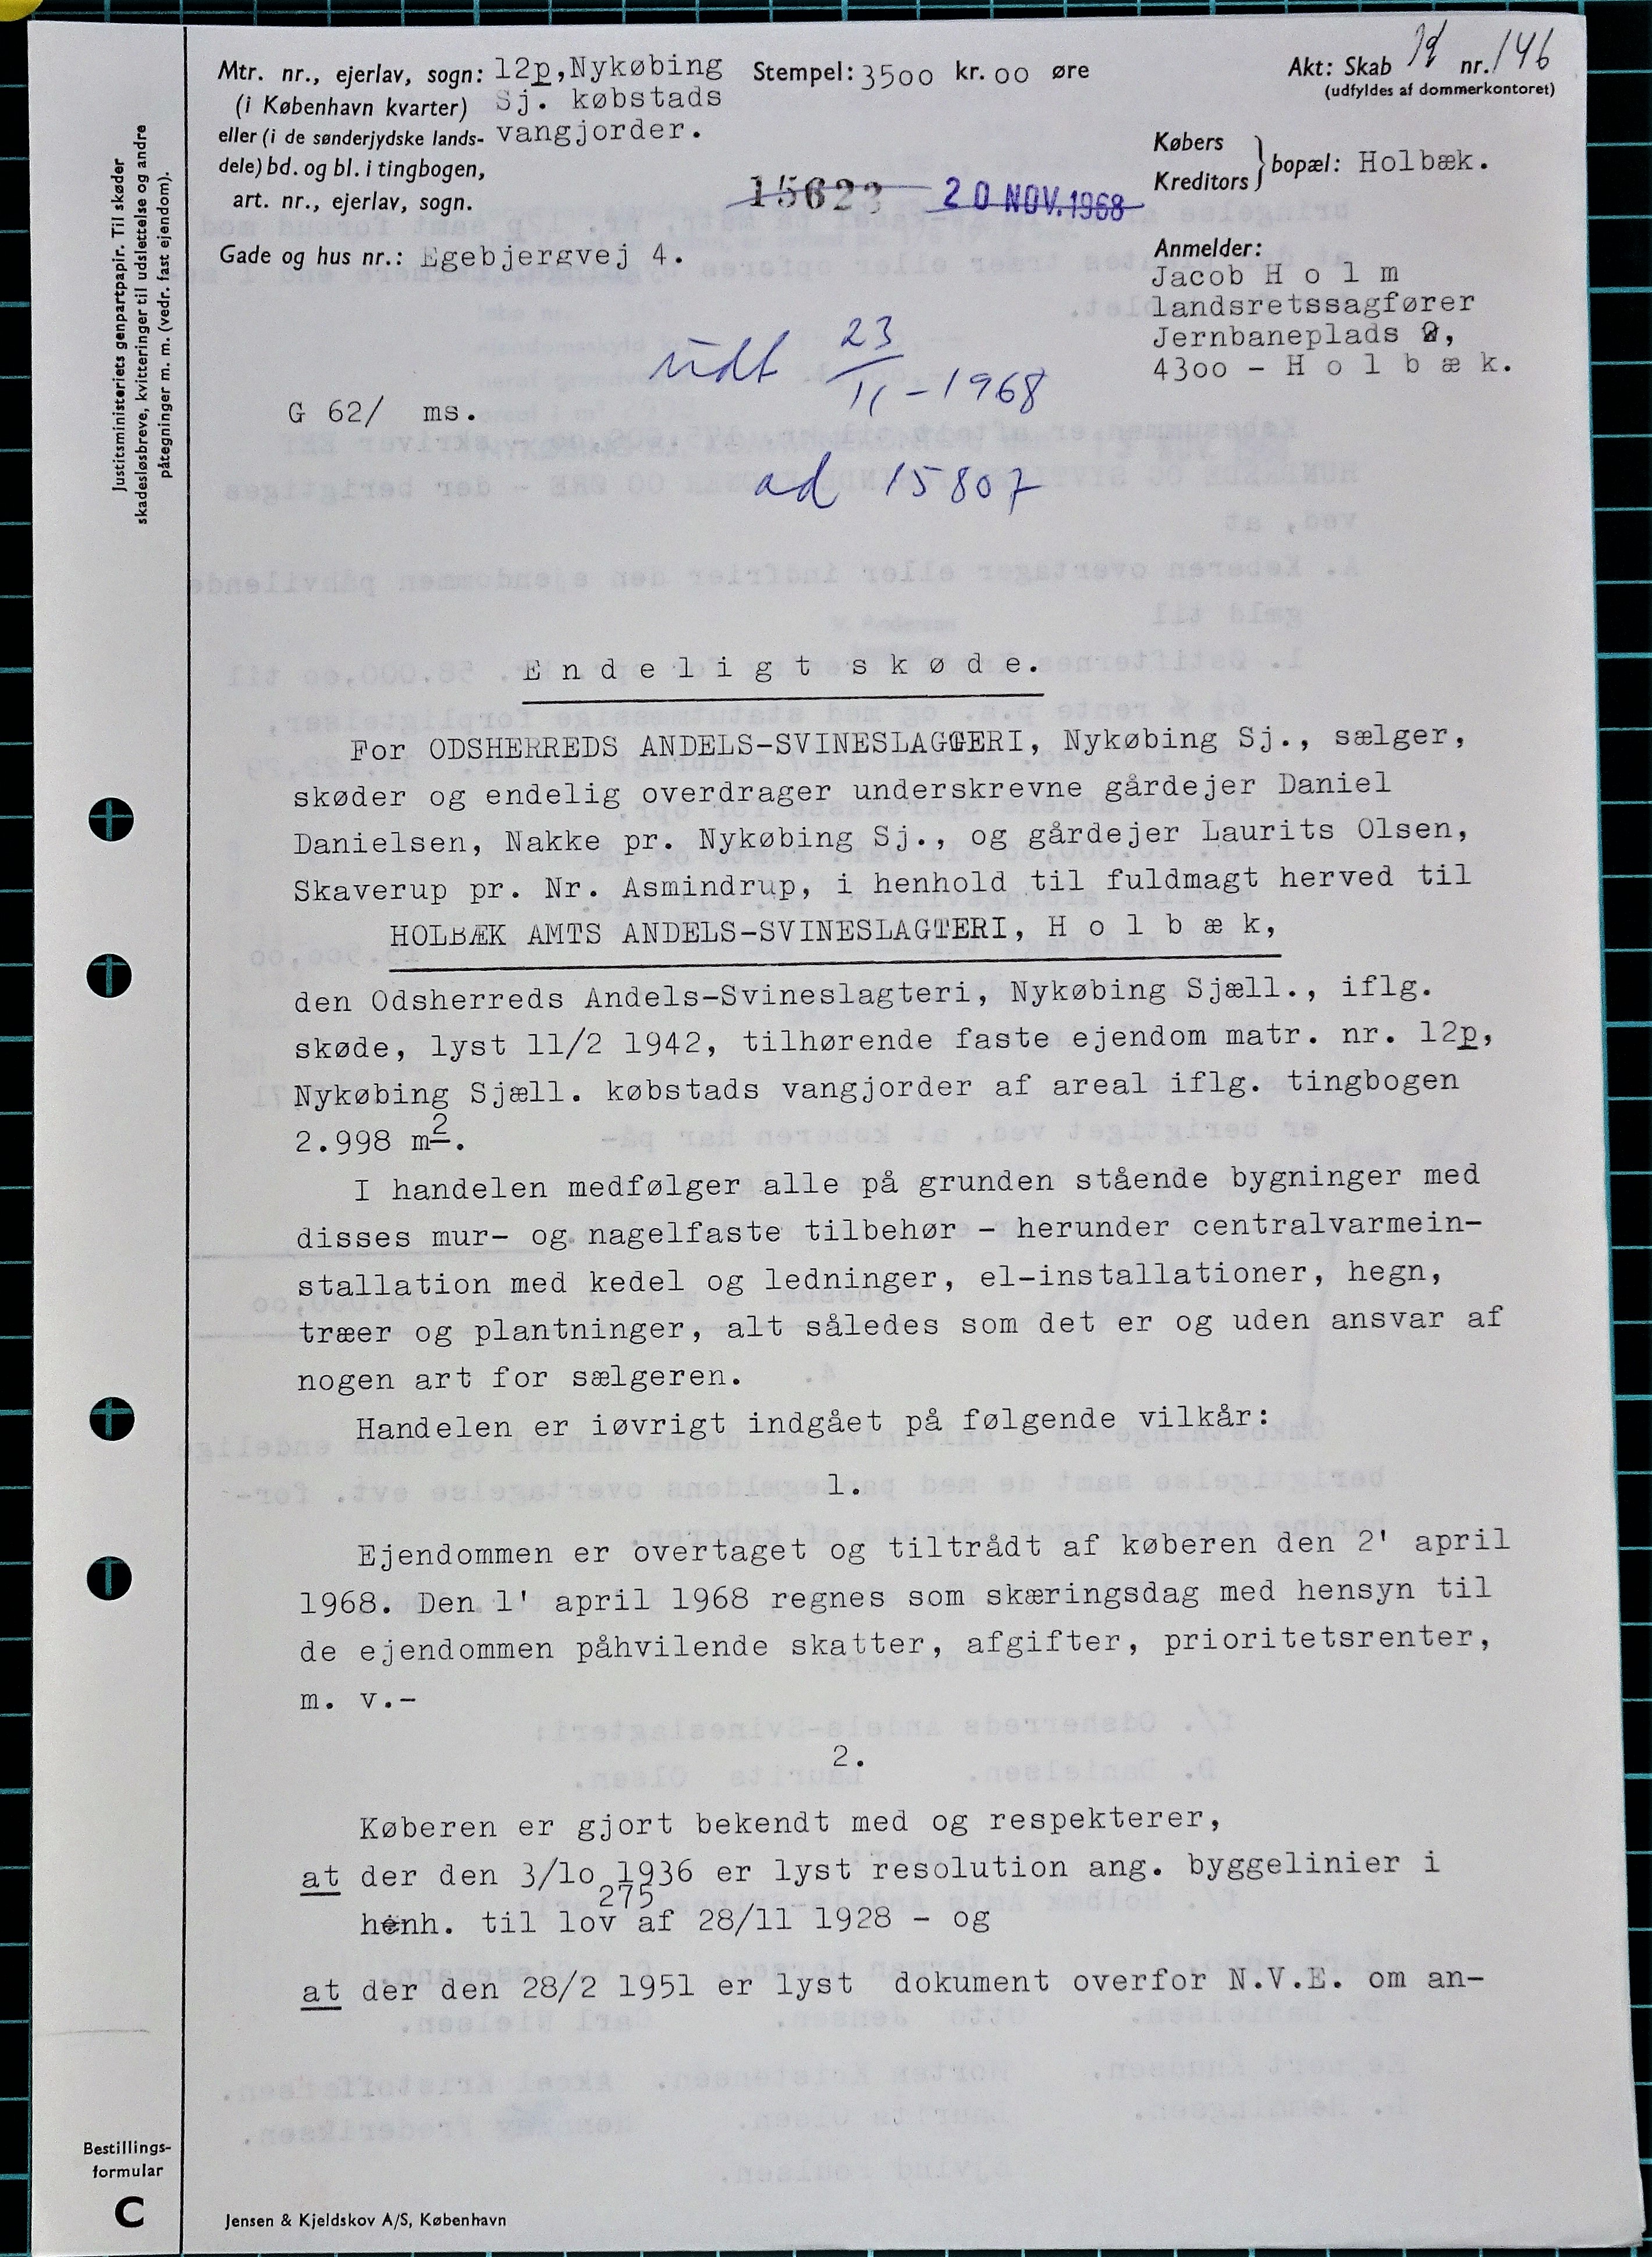 Mtr. nr., ejerlav, sogn: 12p, Nykøbing
(i København kvarter) Sj. købstads
eller (i de sønderjydske lands- vangjorder.
dele) bd. og bl. i tingbogen,
art. nr., ejerlav, sogn.
Gade og hus nr.: Egebjergvej 4.
Stempel: 3500 kr. 00 øre
15623 20 NOV. 1968
Akt: Skab nr. 146
(udfyldes af dommerkontoret)
Købers
Kreditors } bopæl: Holbæk.
Anmelder:
Jacob H o l m
landsretssagfører
Jernbaneplads 2,
4300 - H o l b æ k.
udt 23/11-1968
G 62/ ms.
ad 15807
E n d e l i g t s k ø d e.
For ODSHERREDS ANDELS-SVINESLAGGERI, Nykøbing Sj., sælger,
skøder og endelig overdrager underskrevne gårdejer Daniel
Danielsen, Nakke pr. Nykøbing Sj., og gårdejer Laurits Olsen,
Skaverup pr. Nr. Asmindrup, i henhold til fuldmagt herved til
HOLBÆK AMTS ANDELS-SVINESLAGTERI, H o l b æ k,
den Odsherreds Andels-Svineslagteri, Nykøbing Sjæll., iflg.
skøde, lyst 11/2 1942, tilhørende faste ejendom matr. nr. 12p,
Nykøbing Sjæll. købstads vangjorder af areal iflg. tingbogen
2.998 m2.
I handelen medfølger alle på grunden stående bygninger med
disses mur- og nagelfaste tilbehør - herunder centralvarmein-
stallation med kedel og ledninger, el-installationer, hegn,
træer og plantninger, alt således som det er og uden ansvar af
nogen art for sælgeren.
Handelen er iøvrigt indgået på følgende vilkår:
1.
Ejendommen er overtaget og tiltrådt af køberen den 2' april
1968. Den 1' april 1968 regnes som skæringsdag med hensyn til
de ejendommen påhvilende skatter, afgifter, prioritetsrenter,
m. v.-
2.
Køberen er gjort bekendt med og respekterer,
at der den 3/10 1936 er lyst resolution ang. byggelinier i
275
henh. til lov af 28/11 1928 - og
at der den 28/2 1951 er lyst dokument overfor N.V.E. om an-
Justitsministeriets genpartpapir. Til skøder
skadesløsbreve, kvitteringer til udslettelse og andre
påtegninger m. m. (vedr. fast ejendom).
Bestillings-
formular
C
Jensen & Kjeldskov A/S, København